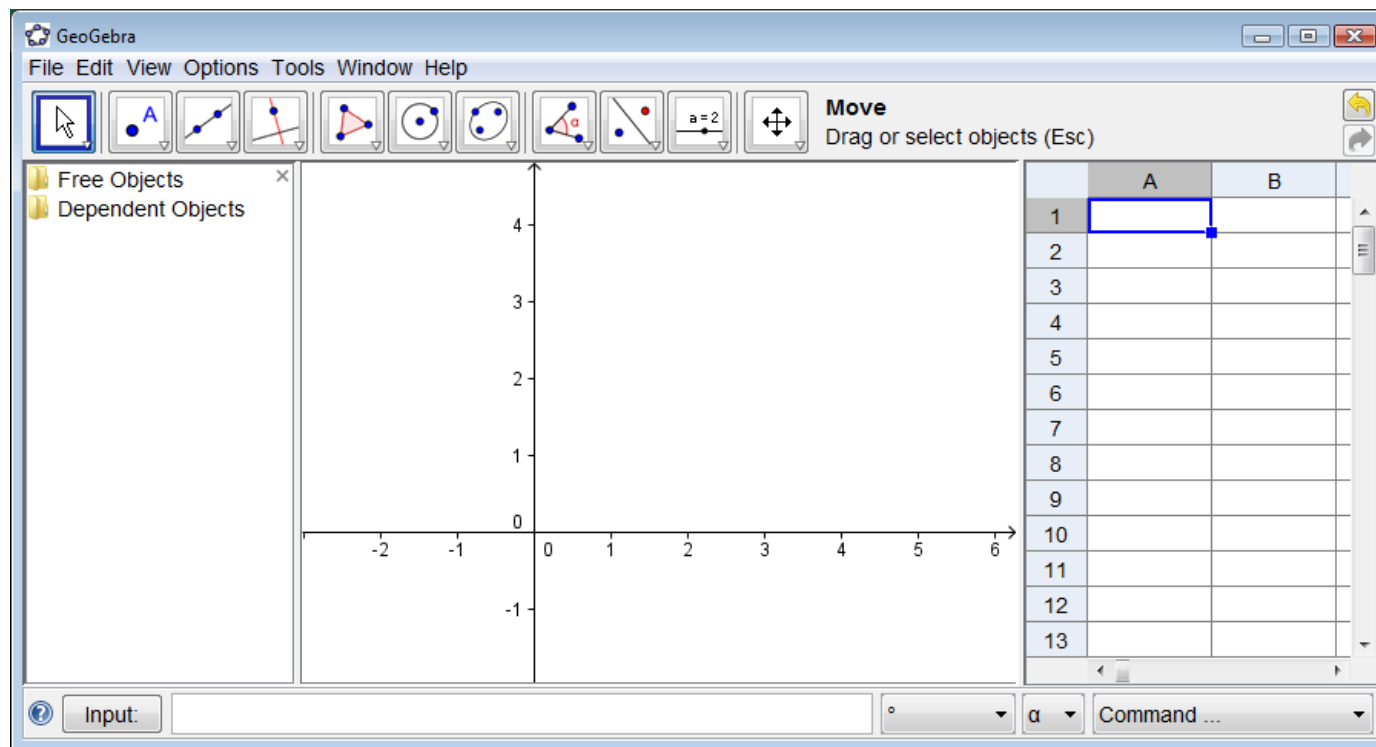 GeoGebra
File Edit View Options Tools Window Help
A
α
a = 2
Move
Drag or select objects (Esc)
Free Objects
Dependent Objects
4
3
2
1
0
-2 -1 0 1 2 3 4 5 6
-1
A B
1
2
3
4
5
6
7
8
9
10
11
12
13
Input: ° α Command ...